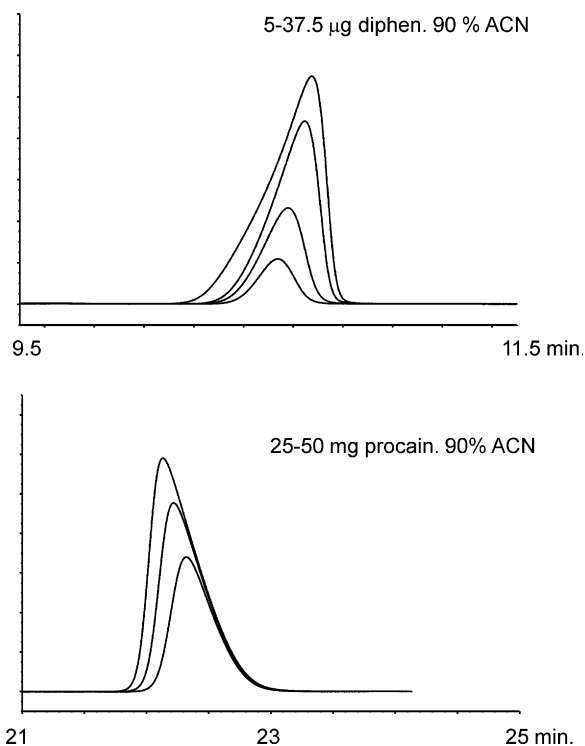 5-37.5 μg diphen. 90 % ACN
9.5
11.5 min.
25-50 mg procain. 90% ACN
21
23
25 min.